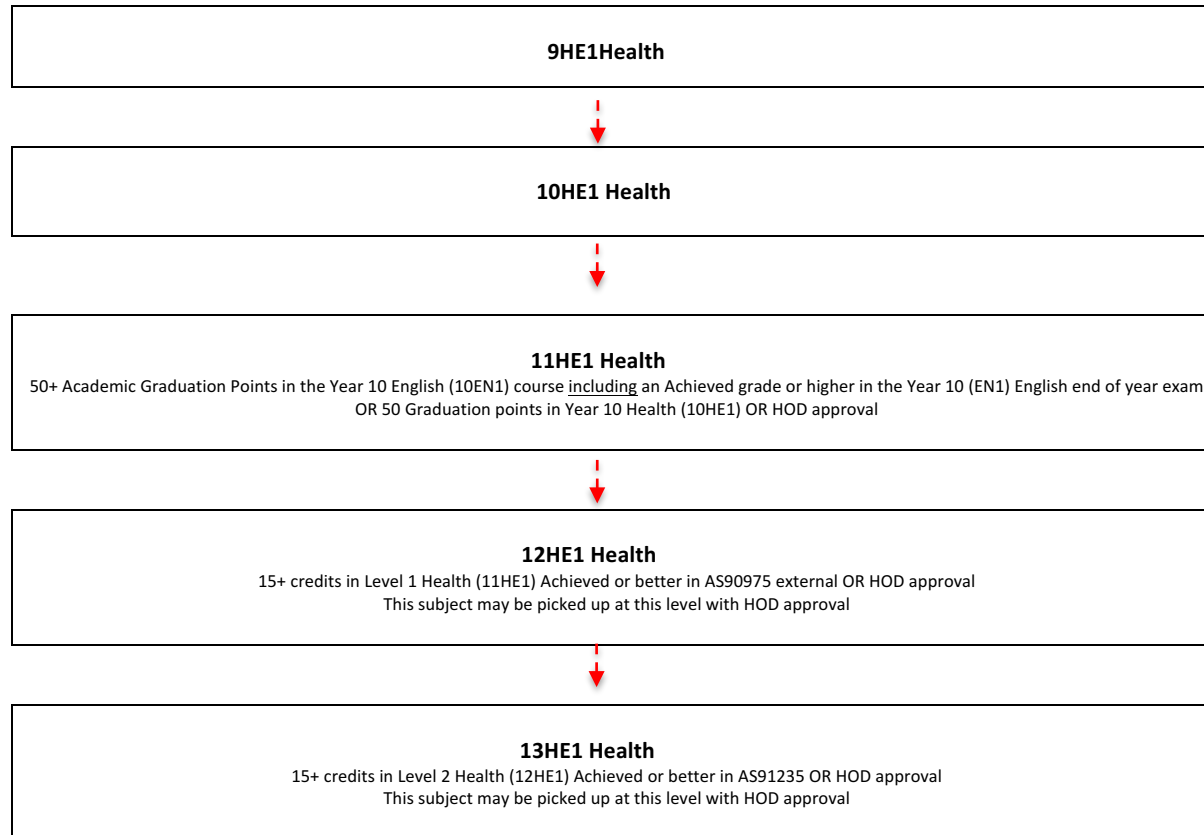 9HE1Health
10HE1 Health
11HE1 Health
50+ Academic Graduation Points in the Year 10 English (10EN1) course including an Achieved grade or higher in the Year 10 (EN1) English end of year exam
OR 50 Graduation points in Year 10 Health (10HE1) OR HOD approval
12HE1 Health
15+ credits in Level 1 Health (11HE1) Achieved or better in AS90975 external OR HOD approval
This subject may be picked up at this level with HOD approval
13HE1 Health
15+ credits in Level 2 Health (12HE1) Achieved or better in AS91235 OR HOD approval
This subject may be picked up at this level with HOD approval